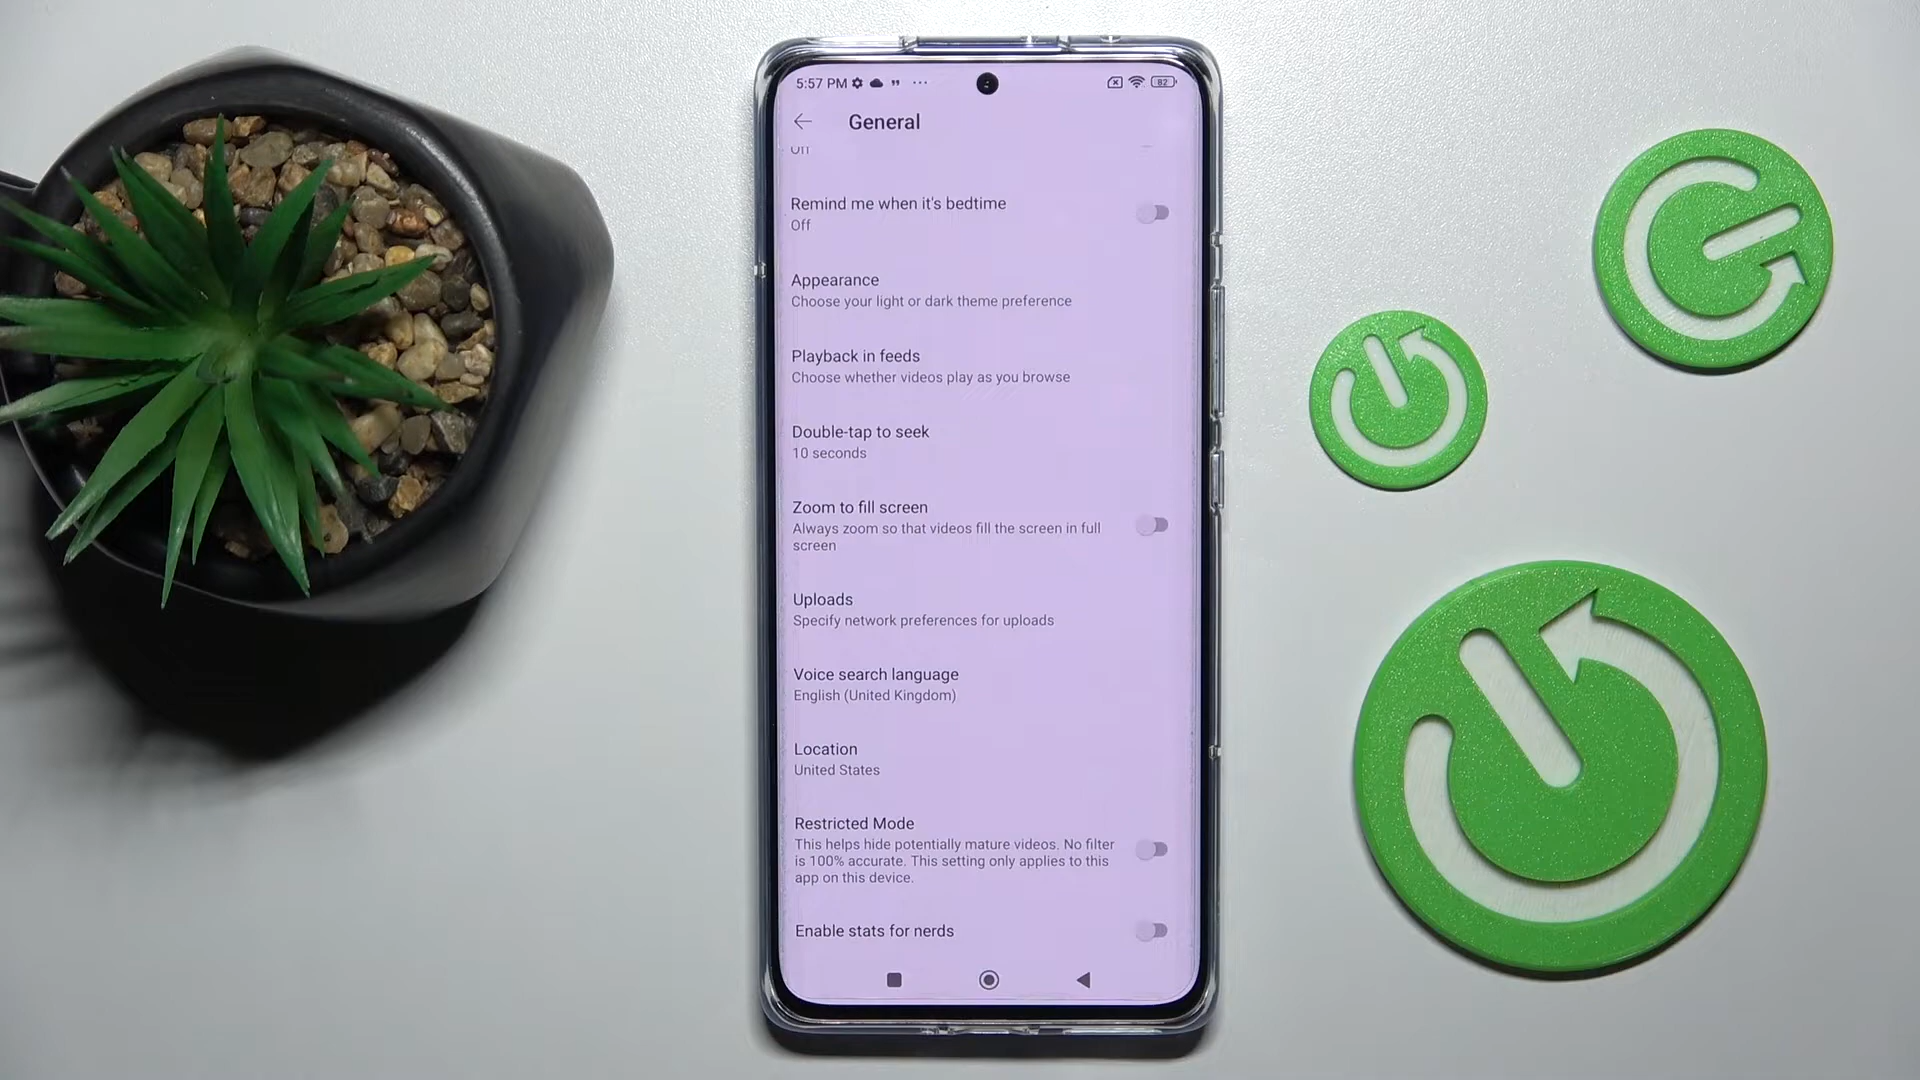 5:57 PM
82
General
Off
Remind me when it's bedtime
Off
Appearance
Choose your light or dark theme preference
Playback in feeds
Choose whether videos play as you browse
Double-tap to seek
10 seconds
Zoom to fill screen
Always zoom so that videos fill the screen in full
screen
Uploads
Specify network preferences for uploads
Voice search language
English (United Kingdom)
Location
United States
Restricted Mode
This helps hide potentially mature videos. No filter
is 100% accurate. This setting only applies to this
app on this device.
Enable stats for nerds